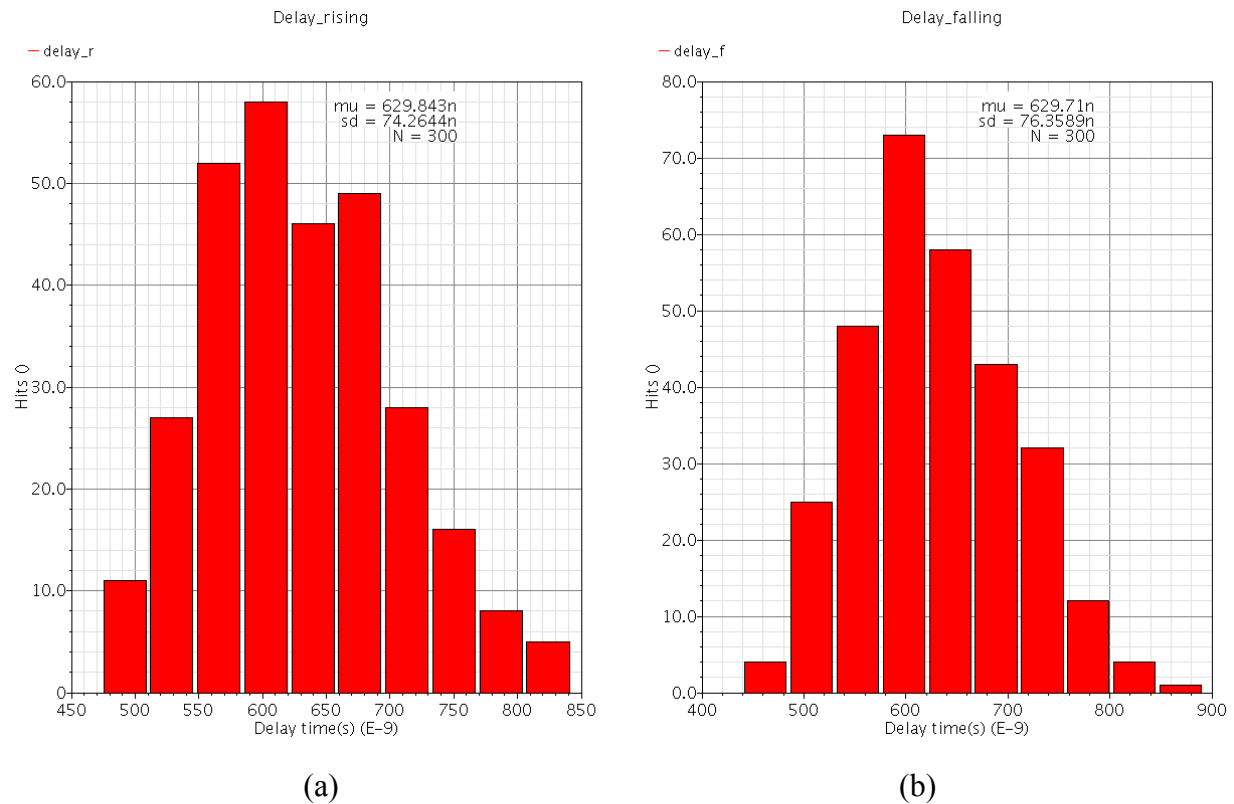 Delay_rising
delay_r
mu = 629.843n
sd = 74.2644n
N = 300
60.0
50.0
40.0
30.0
20.0
10.0
0
Hits ()
450 500 550 600 650 700 750 800 850
Delay time(s) (E-9)
(a)
Delay_falling
delay_f
mu = 629.71n
sd = 76.3589n
N = 300
80.0
70.0
60.0
50.0
40.0
30.0
20.0
10.0
0.0
Hits ()
400 500 600 700 800 900
Delay time(s) (E-9)
(b)